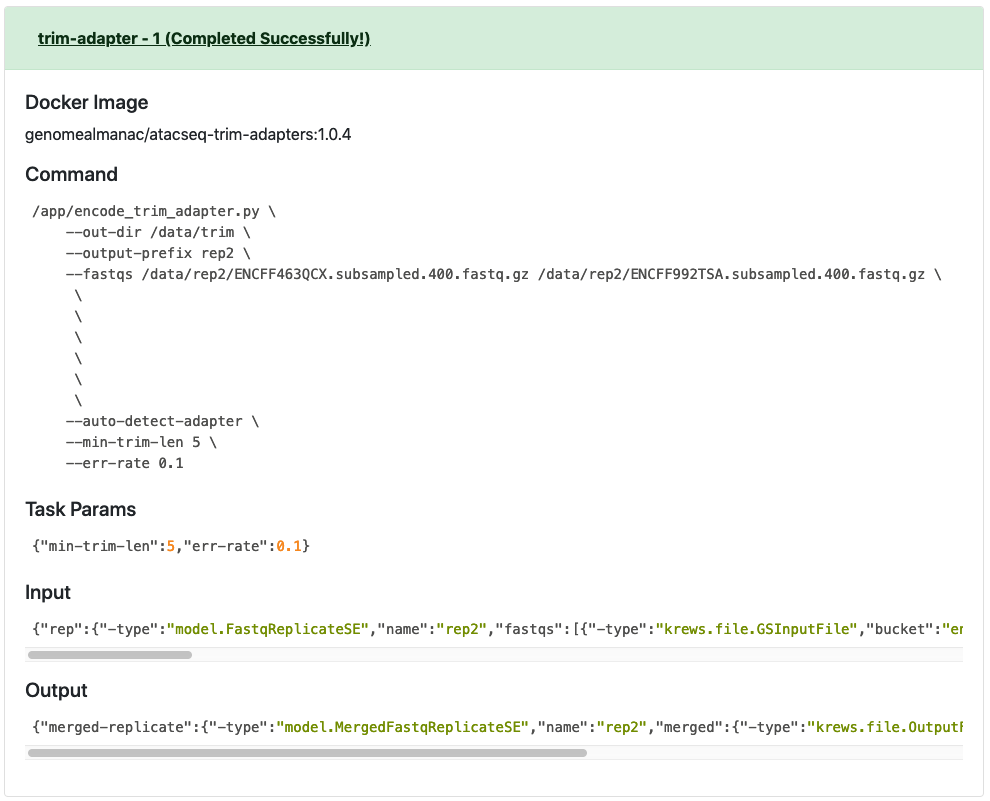 trim-adapter - 1 (Completed Successfully!)
Docker Image
genomealmanac/atacseq-trim-adapters:1.0.4
Command
/app/encode_trim_adapter.py \
--out-dir /data/trim \
--output-prefix rep2 \
--fastqs /data/rep2/ENCFF463QCX.subsampled.400.fastq.gz /data/rep2/ENCFF992TSA.subsampled.400.fastq.gz \
\
\
\
\
\
\
--auto-detect-adapter \
--min-trim-len 5 \
--err-rate 0.1
Task Params
{"min-trim-len":5,"err-rate":0.1}
Input
{"rep":{"-type":"model.FastqReplicateSE","name":"rep2","fastqs":[{"-type":"krews.file.GSInputFile","bucket":"
Output
{"merged-replicate":{"-type":"model.MergedFastqReplicateSE","name":"rep2","merged":{"-type":"krews.file.Output